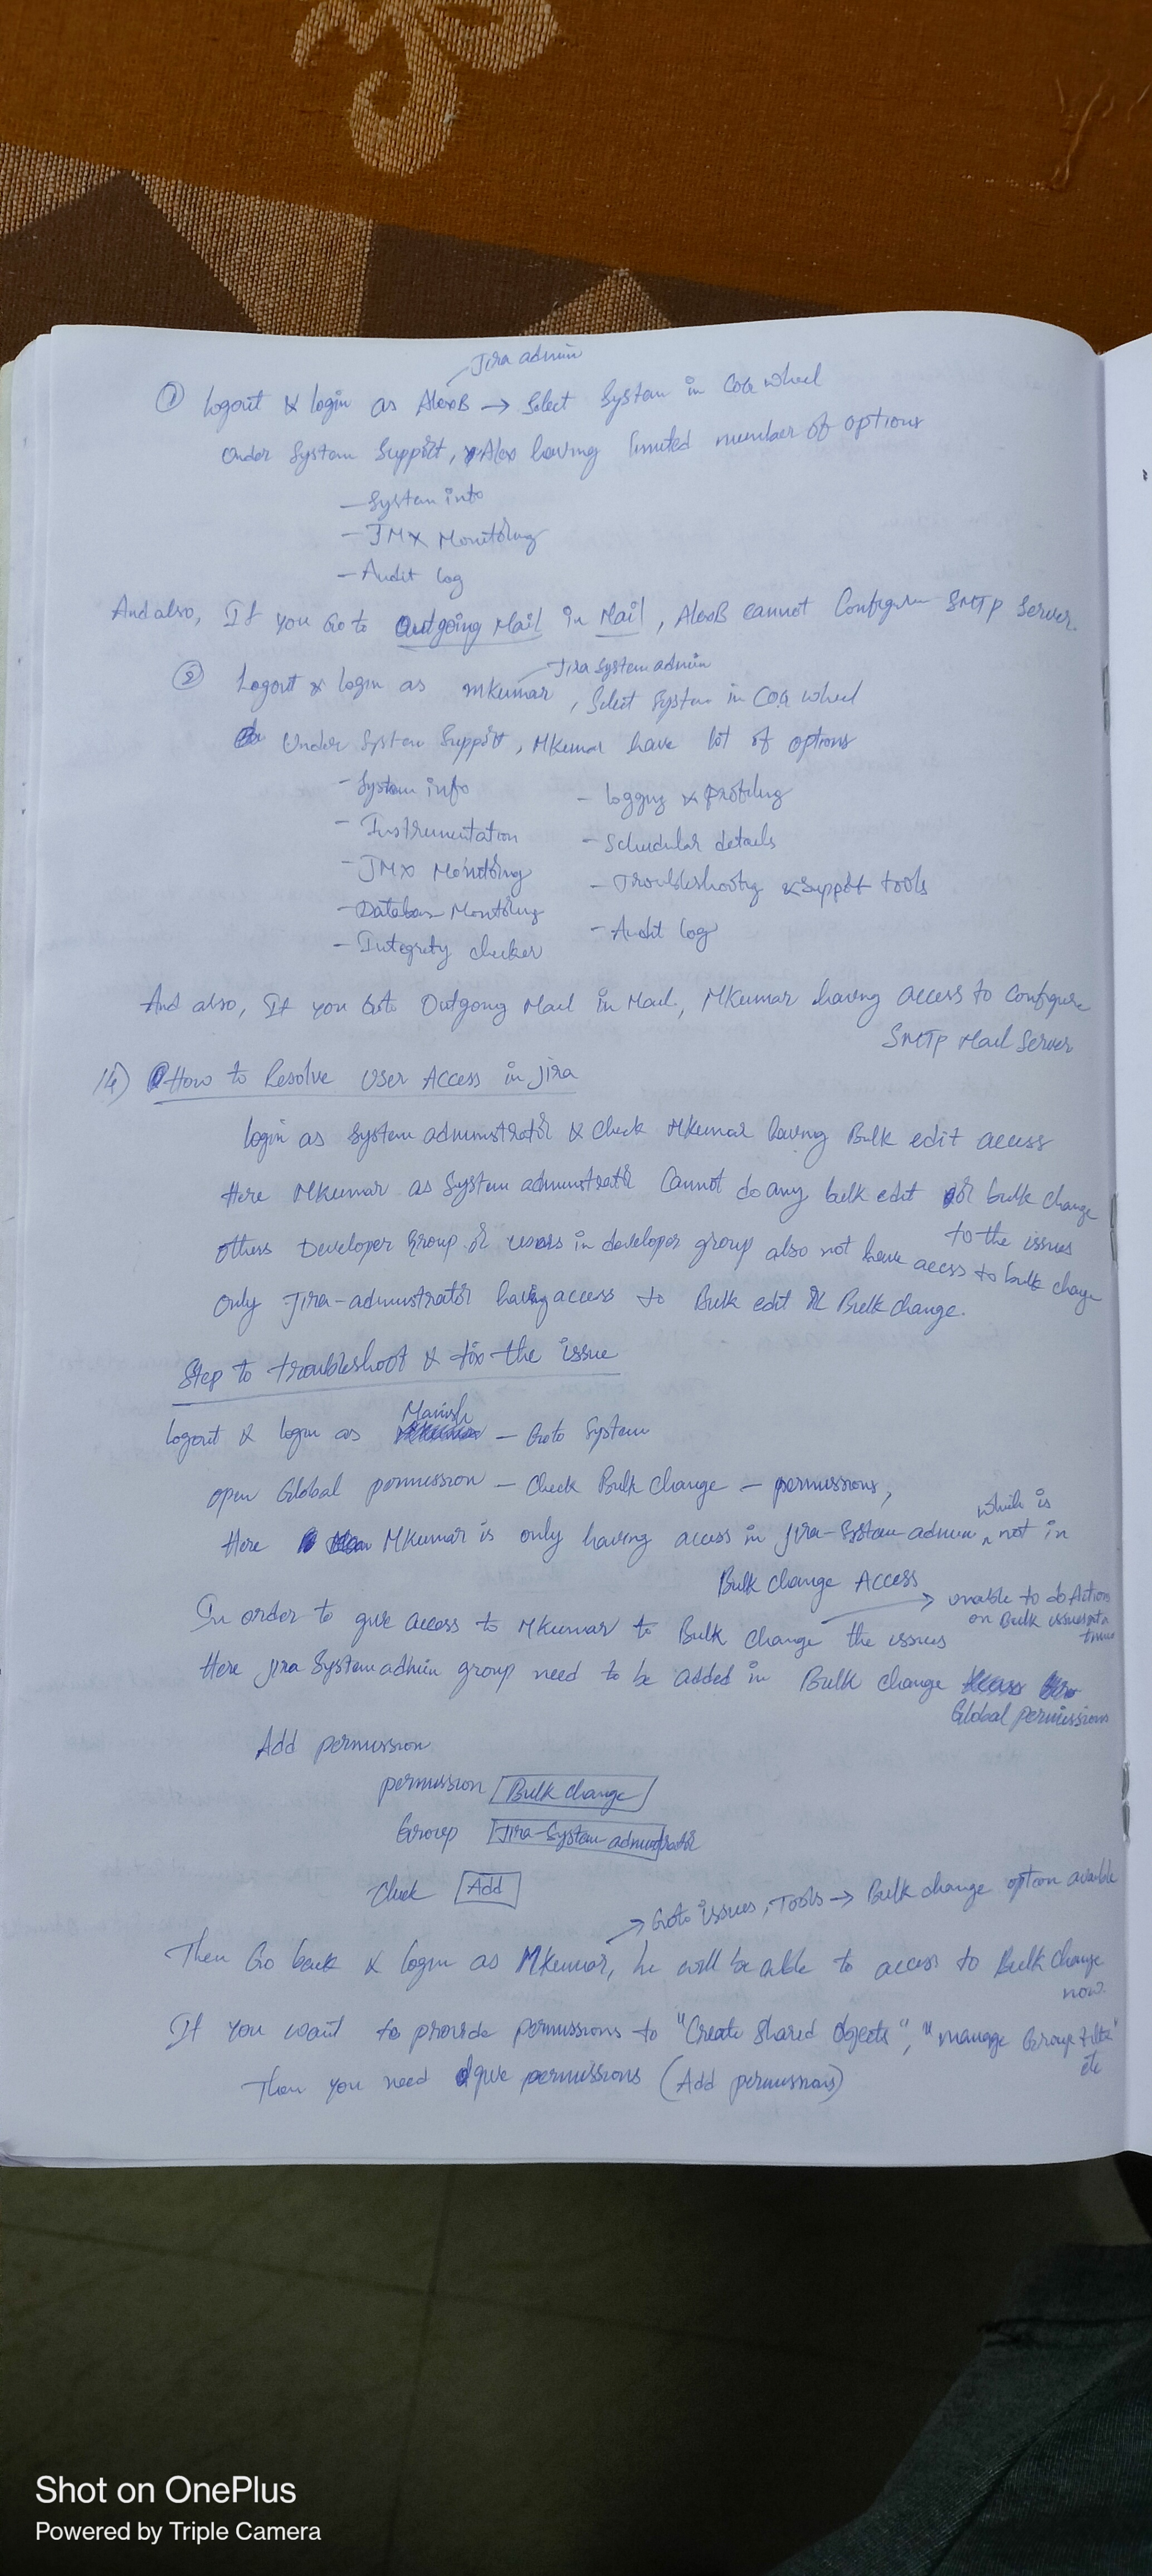 Jira admin
① Logout & login as AlexB → Select System in Cog wheel
Under System Support, Alex having limited number of options
- System info
- JMX Monitoring
- Audit log
And also, If you Go to Outgoing Mail in Mail, AlexB cannot Configure SMTP Server.
Jira System admin
② Logout & login as mkumar, Select System in Cog wheel
Under System Support, MKumar have lot of options
- System info
- Instrumentation
- JMX Monitoring
- Database Monitoring
- Integrity checker
- logging & profiling
- Schedular details
- Troubleshooting & Support tools
- Audit log
And also, If you Goto Outgong Mail in Mail, MKumar having access to Configure
SMTP Mail Server
14) How to Resolve User Access in jira
login as System administrator & Check MKumar having Bulk edit access
Here MKumar as System administrator Cannot do any bulk edit or bulk change
to the issues
others Developer Group or users in developer group also not have access to bulk change
only Jira-administrator having access to Bulk edit or Bulk change.
Step to troubleshoot & fix the issue
Manish
logout & login as - Goto System
open Global permission - Check Bulk Change - permissions,
which is
Here MKumar is only having access in Jira-System-admin, not in
Bulk change Access
In order to give access to MKumar to Bulk Change the issues
→ unable to do Actions
on Bulk issues at a
time
Here jira System admin group need to be added in Bulk change
Global permissions
Add permission
permission [Bulk change]
Group [Jira-System-administrator]
Click [Add]
→ Goto issues, Tools → Bulk change option available
Then Go back & login as MKumar, he will be able to access to Bulk Change
now.
If you want to provide permissions to "Create Shared Objects", "manage Group filter"
etc
Then you need give permissions (Add permissions)
Shot on OnePlus
Powered by Triple Camera